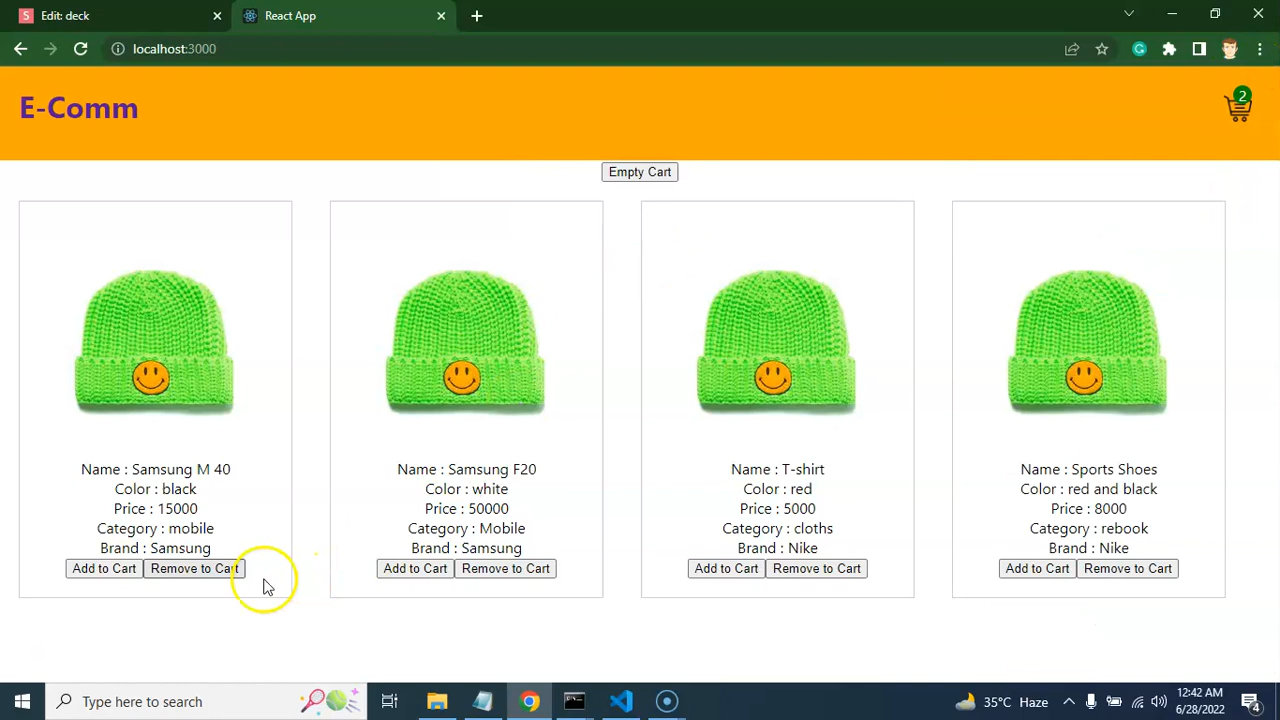 S Edit: deck
React App
localhost:3000
E-Comm
2
Empty Cart
Name : Samsung M 40
Color : black
Price : 15000
Category : mobile
Brand : Samsung
Add to Cart Remove to Cart
Name : Samsung F20
Color : white
Price : 50000
Category : Mobile
Brand : Samsung
Add to Cart Remove to Cart
Name : T-shirt
Color : red
Price : 5000
Category : cloths
Brand : Nike
Add to Cart Remove to Cart
Name : Sports Shoes
Color : red and black
Price : 8000
Category : rebook
Brand : Nike
Add to Cart Remove to Cart
Type here to search
35°C Haze
12:42 AM
6/28/2022
4